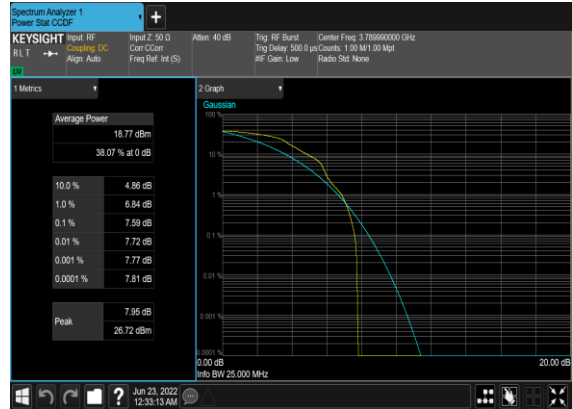 Spectrum Analyzer 1
Power Stat CCDF
KEYSIGHT Input: RF Input Z: 50 Ω Atten: 40 dB Trig: RF Burst Center Freq: 3.789990000 GHz
RLT Coupling: DC Corr CCorr Trig Delay: 500.0 µs Counts: 1.00 M/1.00 Mpt
Align: Auto Freq Ref: Int (S) #IF Gain: Low Radio Std: None
1 Metrics
2 Graph
Average Power
18.77 dBm
38.07 % at 0 dB
10.0 % 4.86 dB
1.0 % 6.84 dB
0.1 % 7.59 dB
0.01 % 7.72 dB
0.001 % 7.77 dB
0.0001 % 7.81 dB
Peak 7.95 dB
26.72 dBm
Gaussian
100 %
10 %
1 %
0.1 %
0.01 %
0.001 %
0.0001 %
0.00 dB 20.00 dB
Info BW 25.000 MHz
? Jun 23, 2022
12:33:13 AM